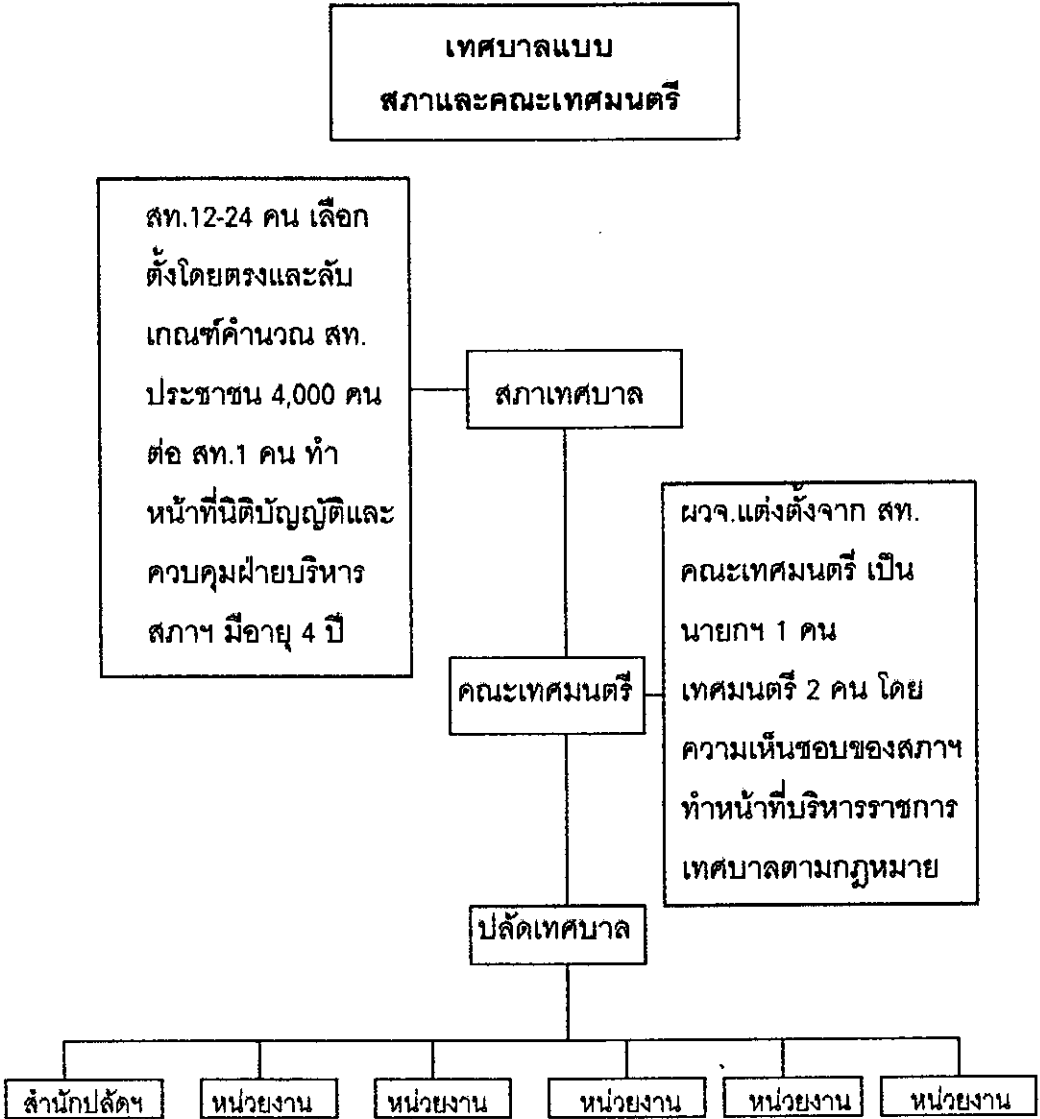 เทศบาลแบบ
สภาและคณะเทศมนตรี
สท.12-24 คน เลือก
ตั้งโดยตรงและลับ
เกณฑ์คำนวณ สท.
ประชาชน 4,000 คน
ต่อ สท.1 คน ทำ
หน้าที่นิติบัญญัติและ
ควบคุมฝ่ายบริหาร
สภาฯ มีอายุ 4 ปี
สภาเทศบาล
ผวจ.แต่งตั้งจาก สท.
คณะเทศมนตรี เป็น
นายกฯ 1 คน
เทศมนตรี 2 คน โดย
ความเห็นชอบของสภาฯ
ทำหน้าที่บริหารราชการ
เทศบาลตามกฎหมาย
คณะเทศมนตรี
ปลัดเทศบาล
สำนักปลัดฯ หน่วยงาน หน่วยงาน หน่วยงาน หน่วยงาน หน่วยงาน